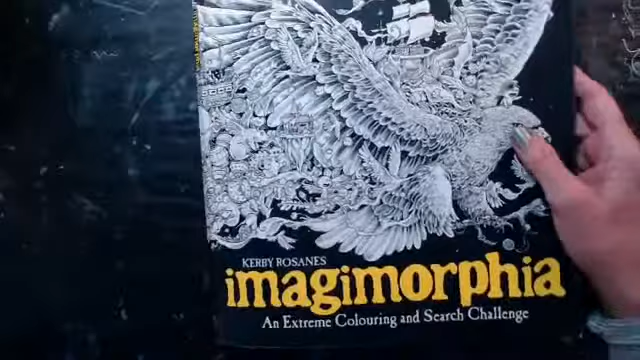 KERBY ROSANES
imagimorphia
An Extreme Colouring and Search Challenge